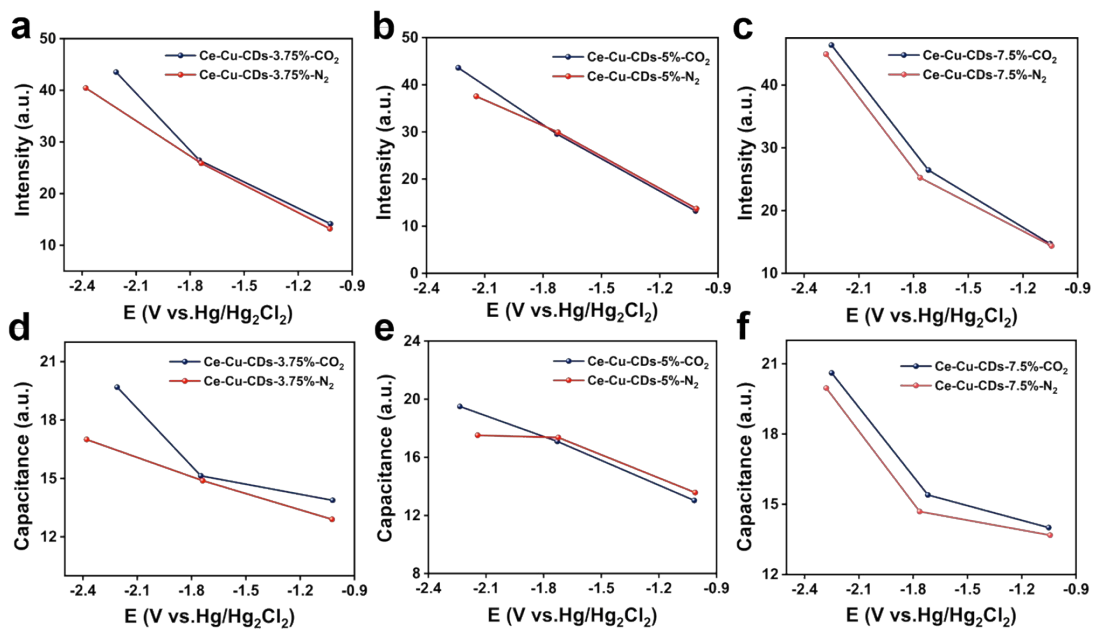 a
50
40
30
20
10
Intensity (a.u.)
Ce-Cu-CDs-3.75%-CO2
Ce-Cu-CDs-3.75%-N2
-2.4 -2.1 -1.8 -1.5 -1.2 -0.9
E (V vs.Hg/Hg2Cl2)
b
50
40
30
20
10
0
Intensity (a.u.)
Ce-Cu-CDs-5%-CO2
Ce-Cu-CDs-5%-N2
-2.4 -2.1 -1.8 -1.5 -1.2 -0.9
E (V vs.Hg/Hg2Cl2)
c
40
30
20
10
Intensity (a.u.)
Ce-Cu-CDs-7.5%-CO2
Ce-Cu-CDs-7.5%-N2
-2.4 -2.1 -1.8 -1.5 -1.2 -0.9
E (V vs.Hg/Hg2Cl2)
d
21
18
15
12
Capacitance (a.u.)
Ce-Cu-CDs-3.75%-CO2
Ce-Cu-CDs-3.75%-N2
-2.4 -2.1 -1.8 -1.5 -1.2 -0.9
E (V vs.Hg/Hg2Cl2)
e
24
20
16
12
8
Capacitance (a.u.)
Ce-Cu-CDs-5%-CO2
Ce-Cu-CDs-5%-N2
-2.4 -2.1 -1.8 -1.5 -1.2 -0.9
E (V vs.Hg/Hg2Cl2)
f
21
18
15
12
Capacitance (a.u.)
Ce-Cu-CDs-7.5%-CO2
Ce-Cu-CDs-7.5%-N2
-2.4 -2.1 -1.8 -1.5 -1.2 -0.9
E (V vs.Hg/Hg2Cl2)